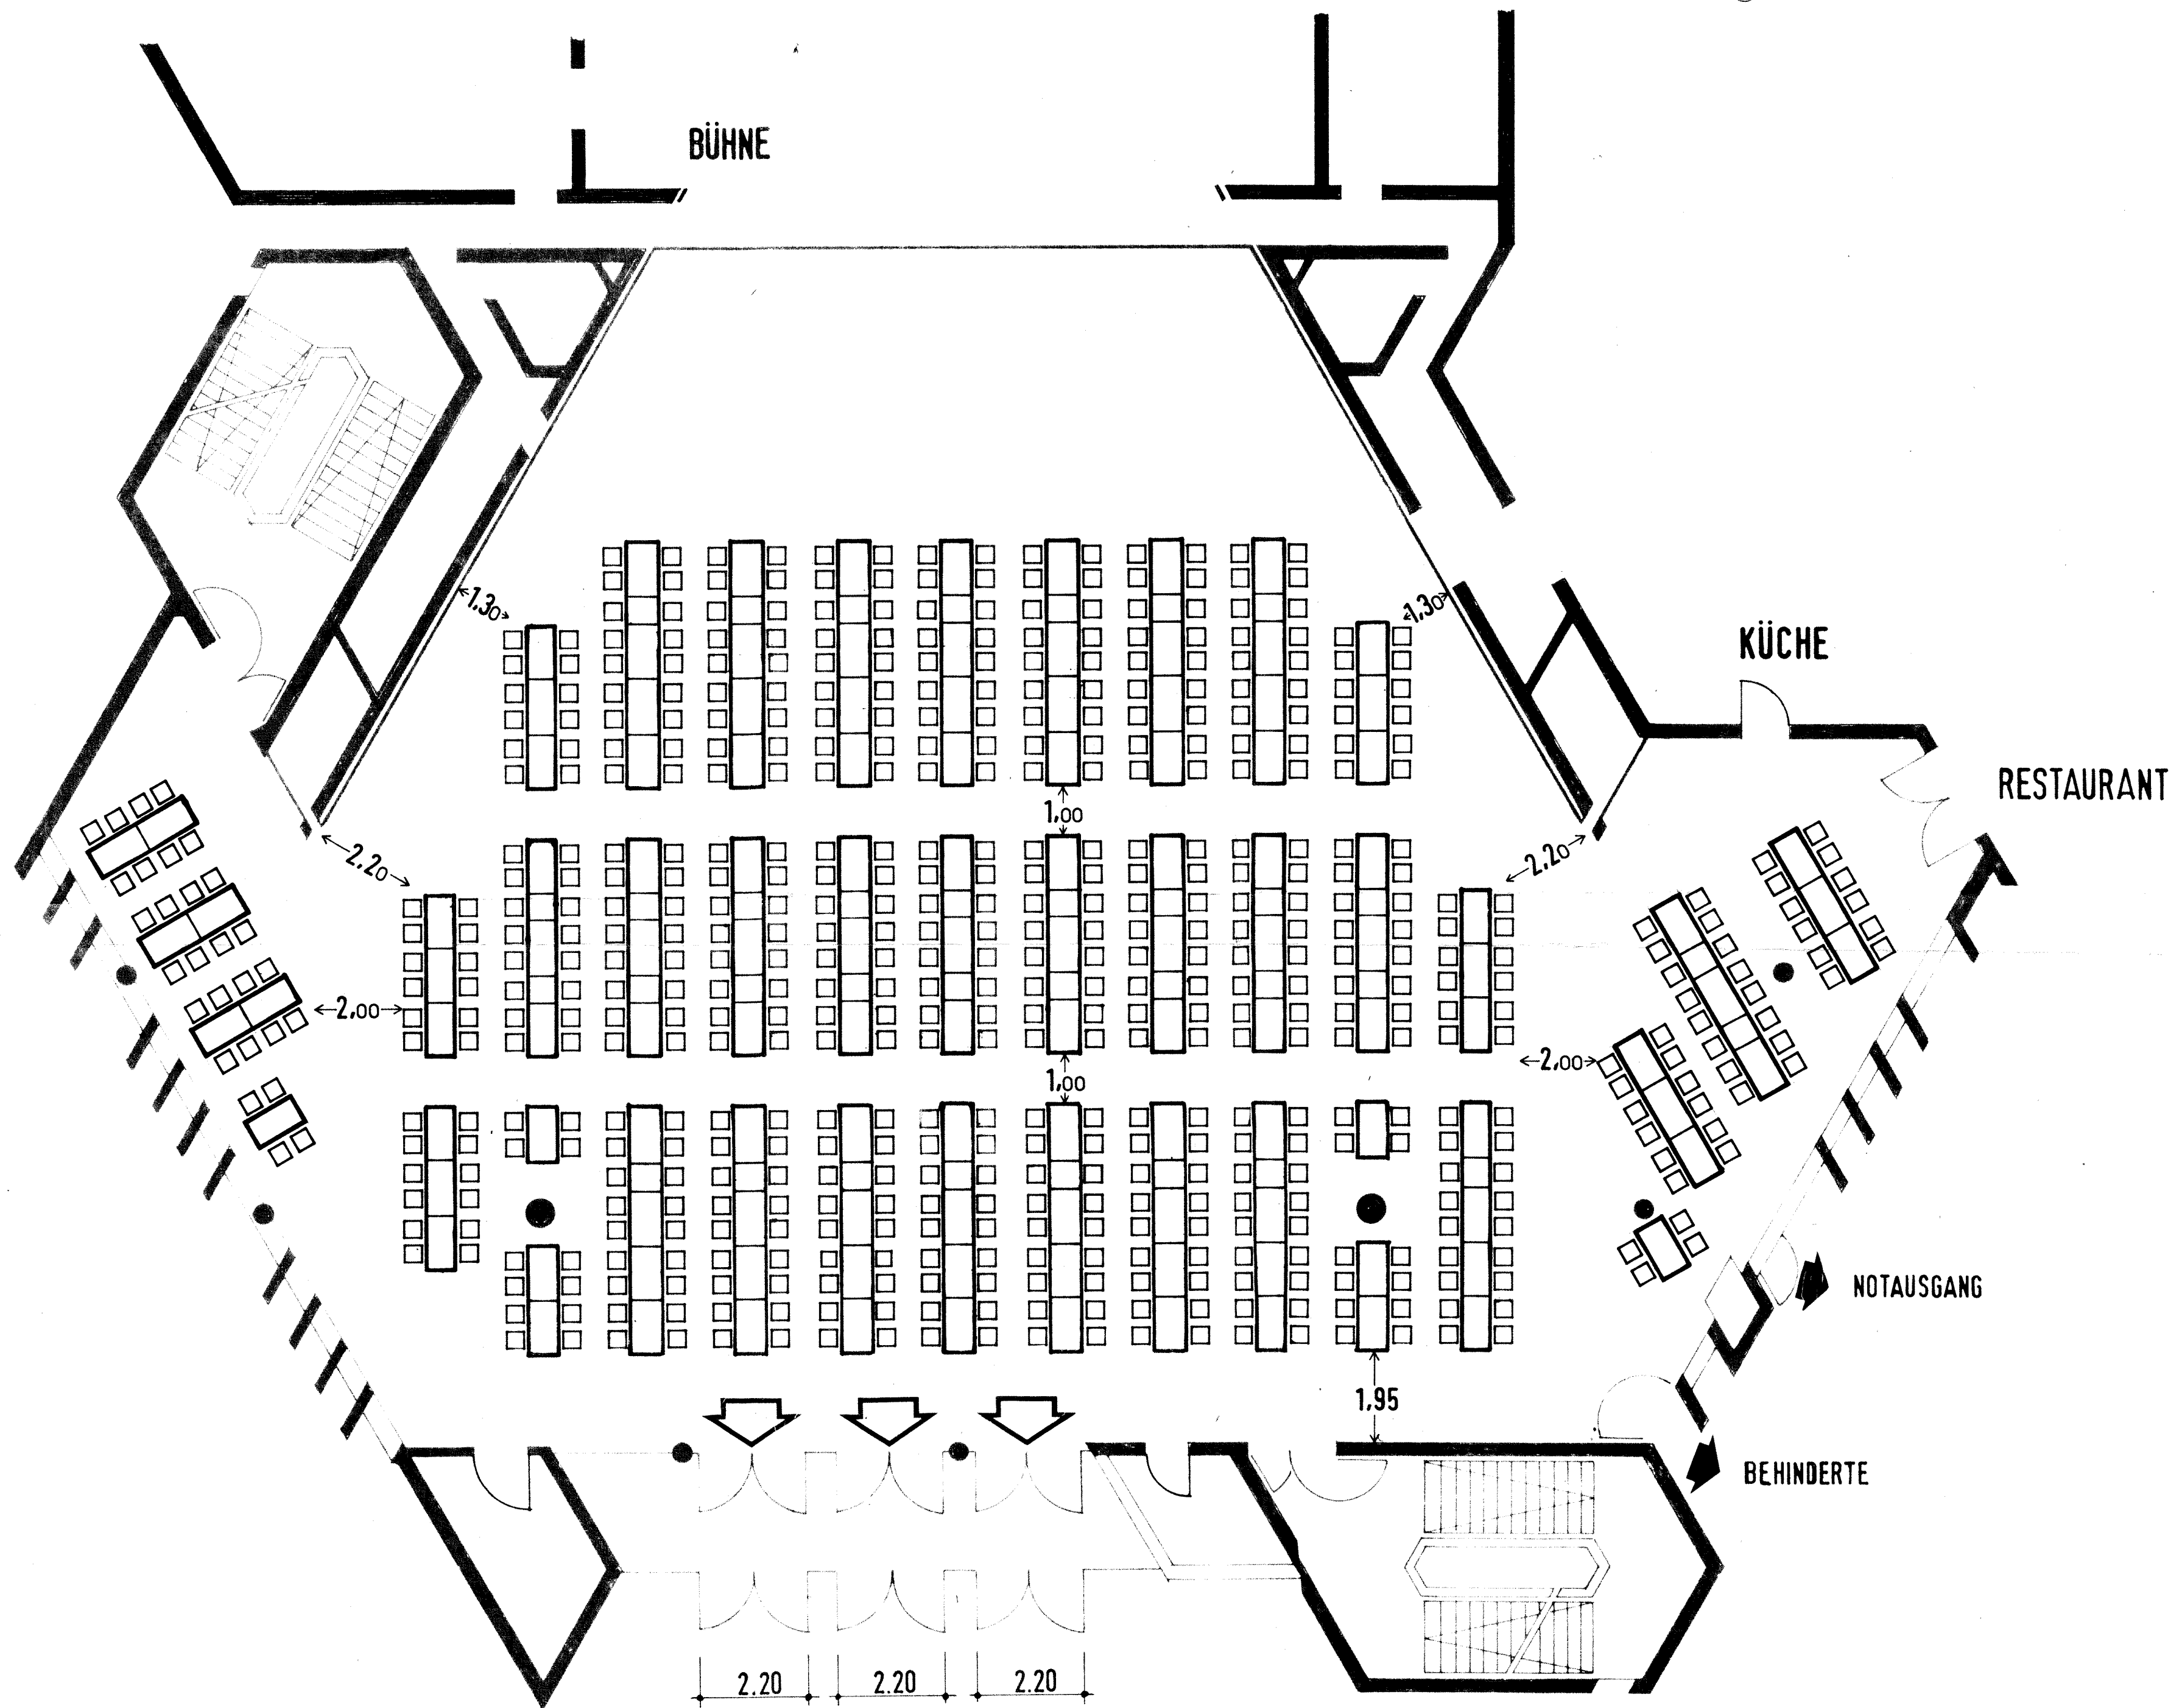 BÜHNE
1,30
1,30
KÜCHE
RESTAURANT
1,00
2.20
2.20
2,00
1,00
2,00
NOTAUSGANG
1,95
BEHINDERTE
2.20
2.20
2.20